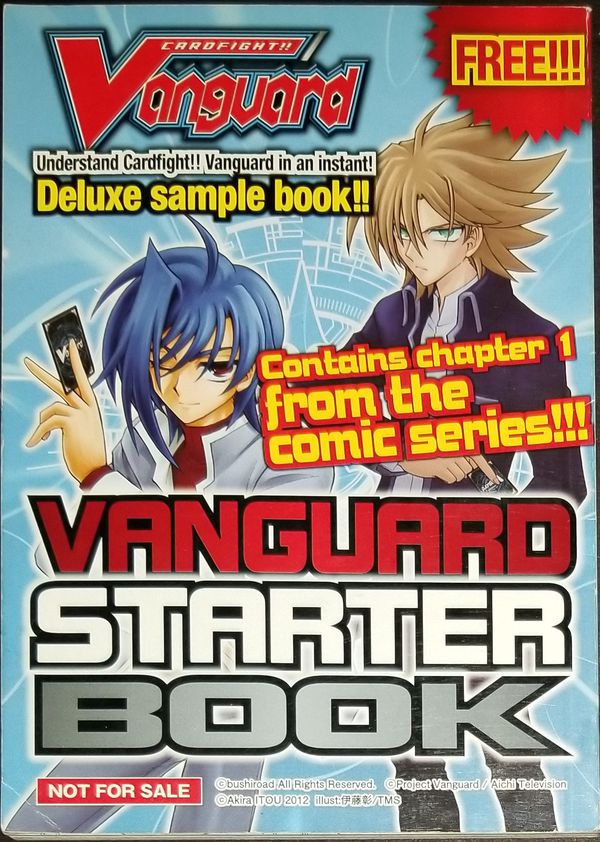 CARDFIGHT!!
Vanguard
FREE!!!
Understand Cardfight!! Vanguard in an instant!
Deluxe sample book!!
Contains chapter 1
from the
comic series!!!
VANGUARD
STARTER
BOOK
NOT FOR SALE
©bushiroad All Rights Reserved. ©Project Vanguard / Aichi Television
©Akira ITOU 2012 illust:伊藤彰/TMS